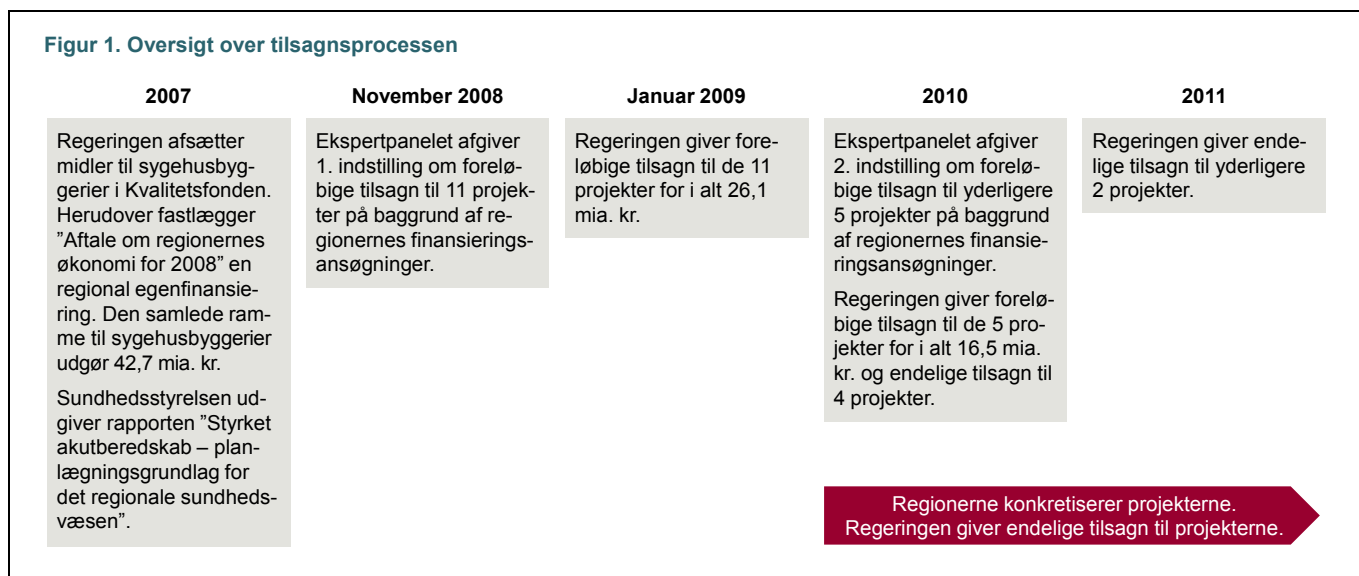 Figur 1. Oversigt over tilsagnsprocessen
2007
Regeringen afsætter
midler til sygehusbyg-
gerier i Kvalitetsfonden.
Herudover fastlægger
”Aftale om regionernes
økonomi for 2008” en
regional egenfinansie-
ring. Den samlede ram-
me til sygehusbyggerier
udgør 42,7 mia. kr.
Sundhedsstyrelsen ud-
giver rapporten ”Styrket
akutberedskab – plan-
lægningsgrundlag for
det regionale sundheds-
væsen”.
November 2008
Ekspertpanelet afgiver
1. indstilling om foreløbige
bige tilsagn til 11 projek-
ter på baggrund af re-
gionernes finansierings-
ansøgninger.
Januar 2009
Regeringen giver fore-
løbige tilsagn til de 11
projekter for i alt 26,1
mia. kr.
2010
Ekspertpanelet afgiver
2. indstilling om forelø-
bige tilsagn til yderligere
5 projekter på baggrund
af regionernes finansie-
ringsansøgninger.
Regeringen giver forelø-
bige tilsagn til de 5 pro-
jekter for i alt 16,5 mia.
kr. og endelige tilsagn til
4 projekter.
2011
Regeringen giver ende-
lige tilsagn til yderligere
2 projekter.
Regionerne konkretiserer projekterne.
Regeringen giver endelige tilsagn til projekterne.